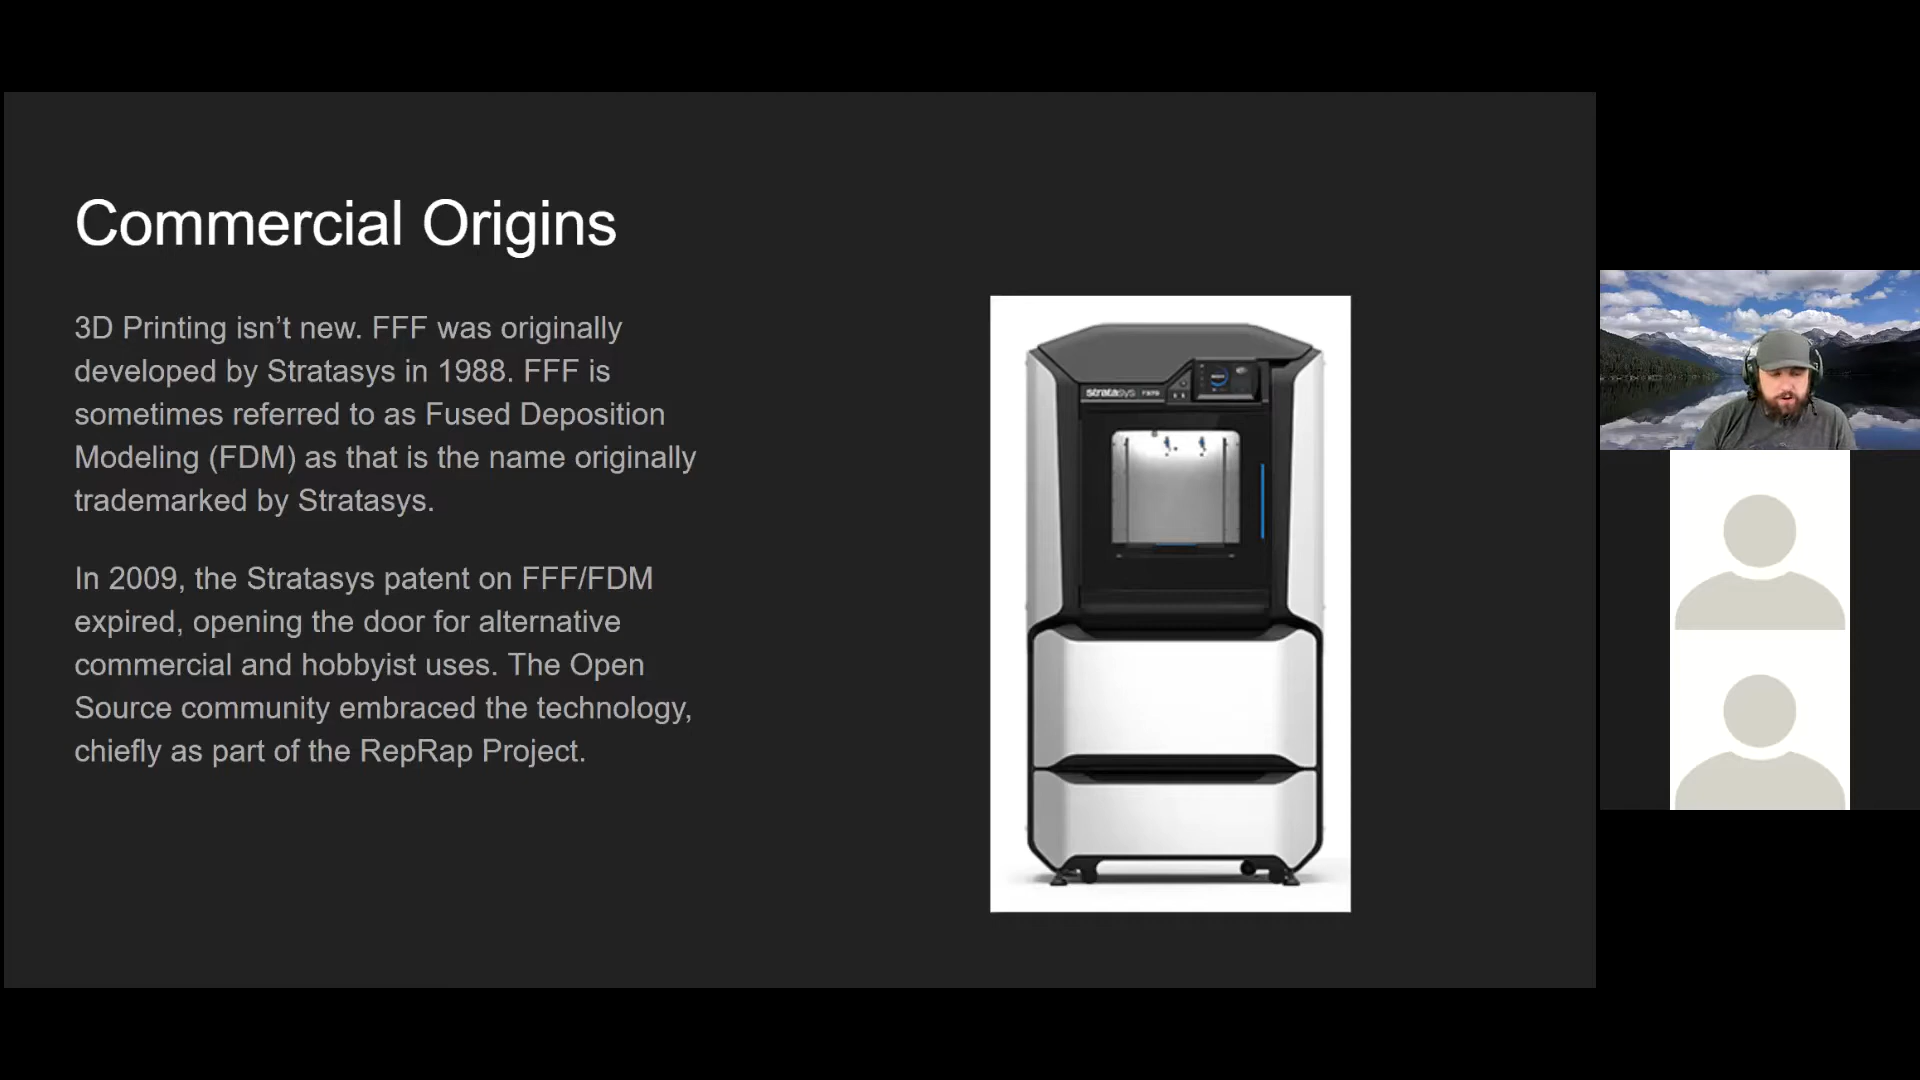 Commercial Origins
3D Printing isn’t new. FFF was originally
developed by Stratasys in 1988. FFF is
sometimes referred to as Fused Deposition
Modeling (FDM) as that is the name originally
trademarked by Stratasys.
In 2009, the Stratasys patent on FFF/FDM
expired, opening the door for alternative
commercial and hobbyist uses. The Open
Source community embraced the technology,
chiefly as part of the RepRap Project.
stratasys